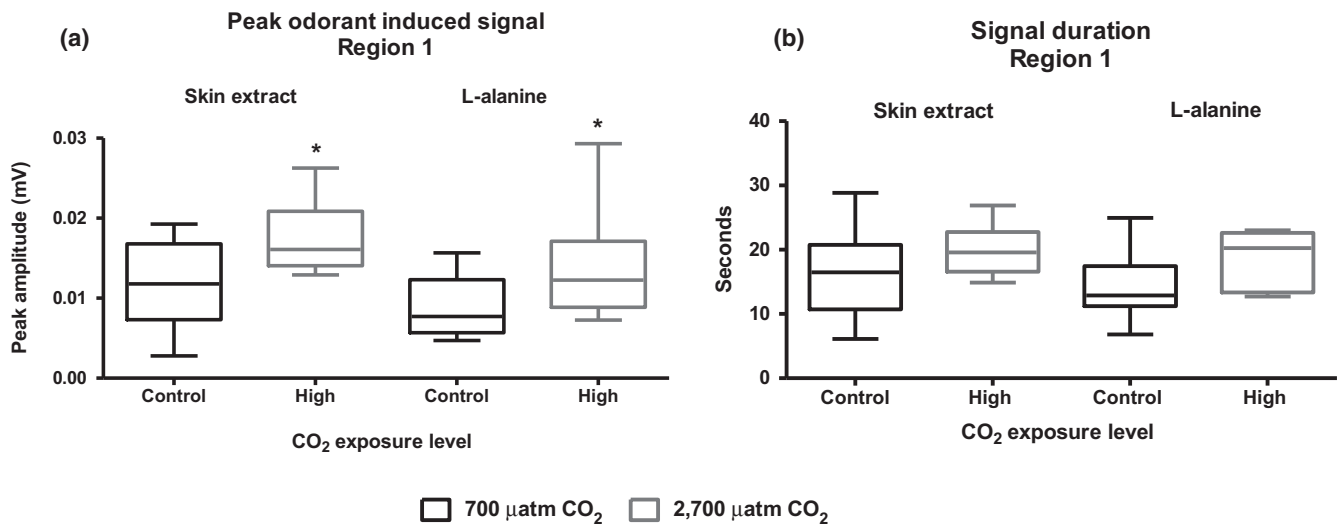 (a)
Peak odorant induced signal
Region 1
Skin extract
L-alanine
Peak amplitude (mV)
0.03
0.02
0.01
0.00
*
*
Control
High
Control
High
CO₂ exposure level
(b)
Signal duration
Region 1
Skin extract
L-alanine
Seconds
40
30
20
10
0
Control
High
Control
High
CO₂ exposure level
700 μatm CO₂
2,700 μatm CO₂